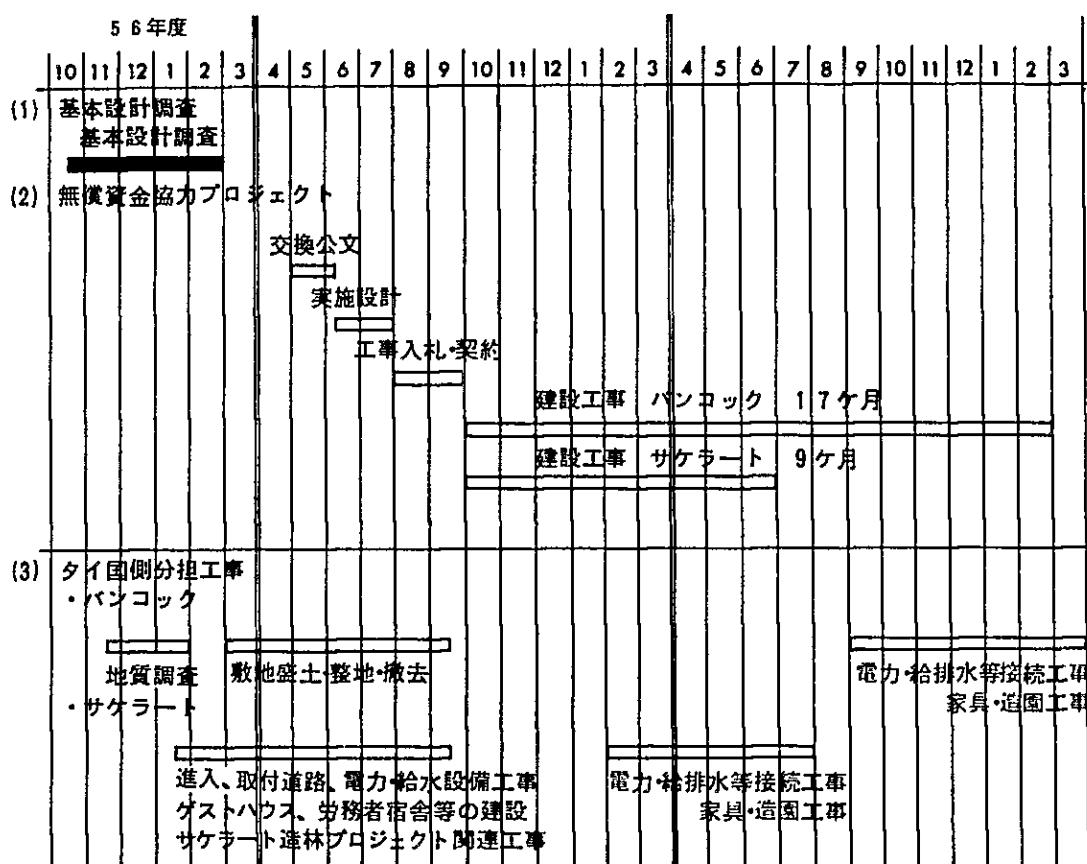 56年度
10 11 12 1 2 3 4 5 6 7 8 9 10 11 12 1 2 3 4 5 6 7 8 9 10 11 12 1 2 3
(1) 基本設計調査
基本設計調査
(2) 無償資金協力プロジェクト
交換公文
実施設計
工事入札・契約
建設工事 バンコック 17ケ月
建設工事 サケラート 9ケ月
(3) タイ国側分担工事
・バンコック
地質調査
敷地盛土・整地・撤去
電力・給排水等接続工事
家具・造園工事
・サケラート
進入、取付道路、電力・給水設備工事
ゲストハウス、労務者宿舎等の建設
サケラート造林プロジェクト関連工事
電力・給排水等接続工事
家具・造園工事